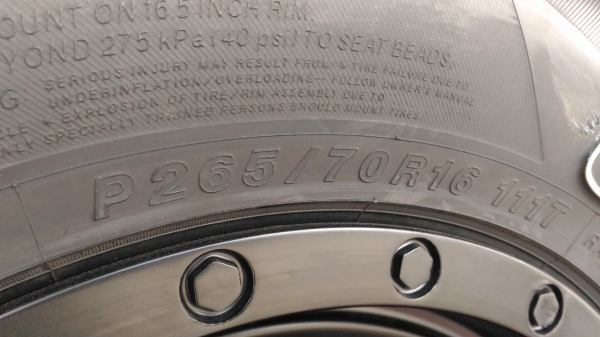 OUNT ON 16.5 INCH RIM.
YOND 275 kPa (40 psi) TO SEAT BEADS.
G SERIOUS INJURY MAY RESULT FROM: • TIRE FAILURE DUE TO
UNDERINFLATION/OVERLOADING - FOLLOW OWNER'S MANUAL
• EXPLOSION OF TIRE/RIM ASSEMBLY DUE TO
LY SPECIALLY TRAINED PERSONS SHOULD MOUNT TIRES.
P265/70R16 111T